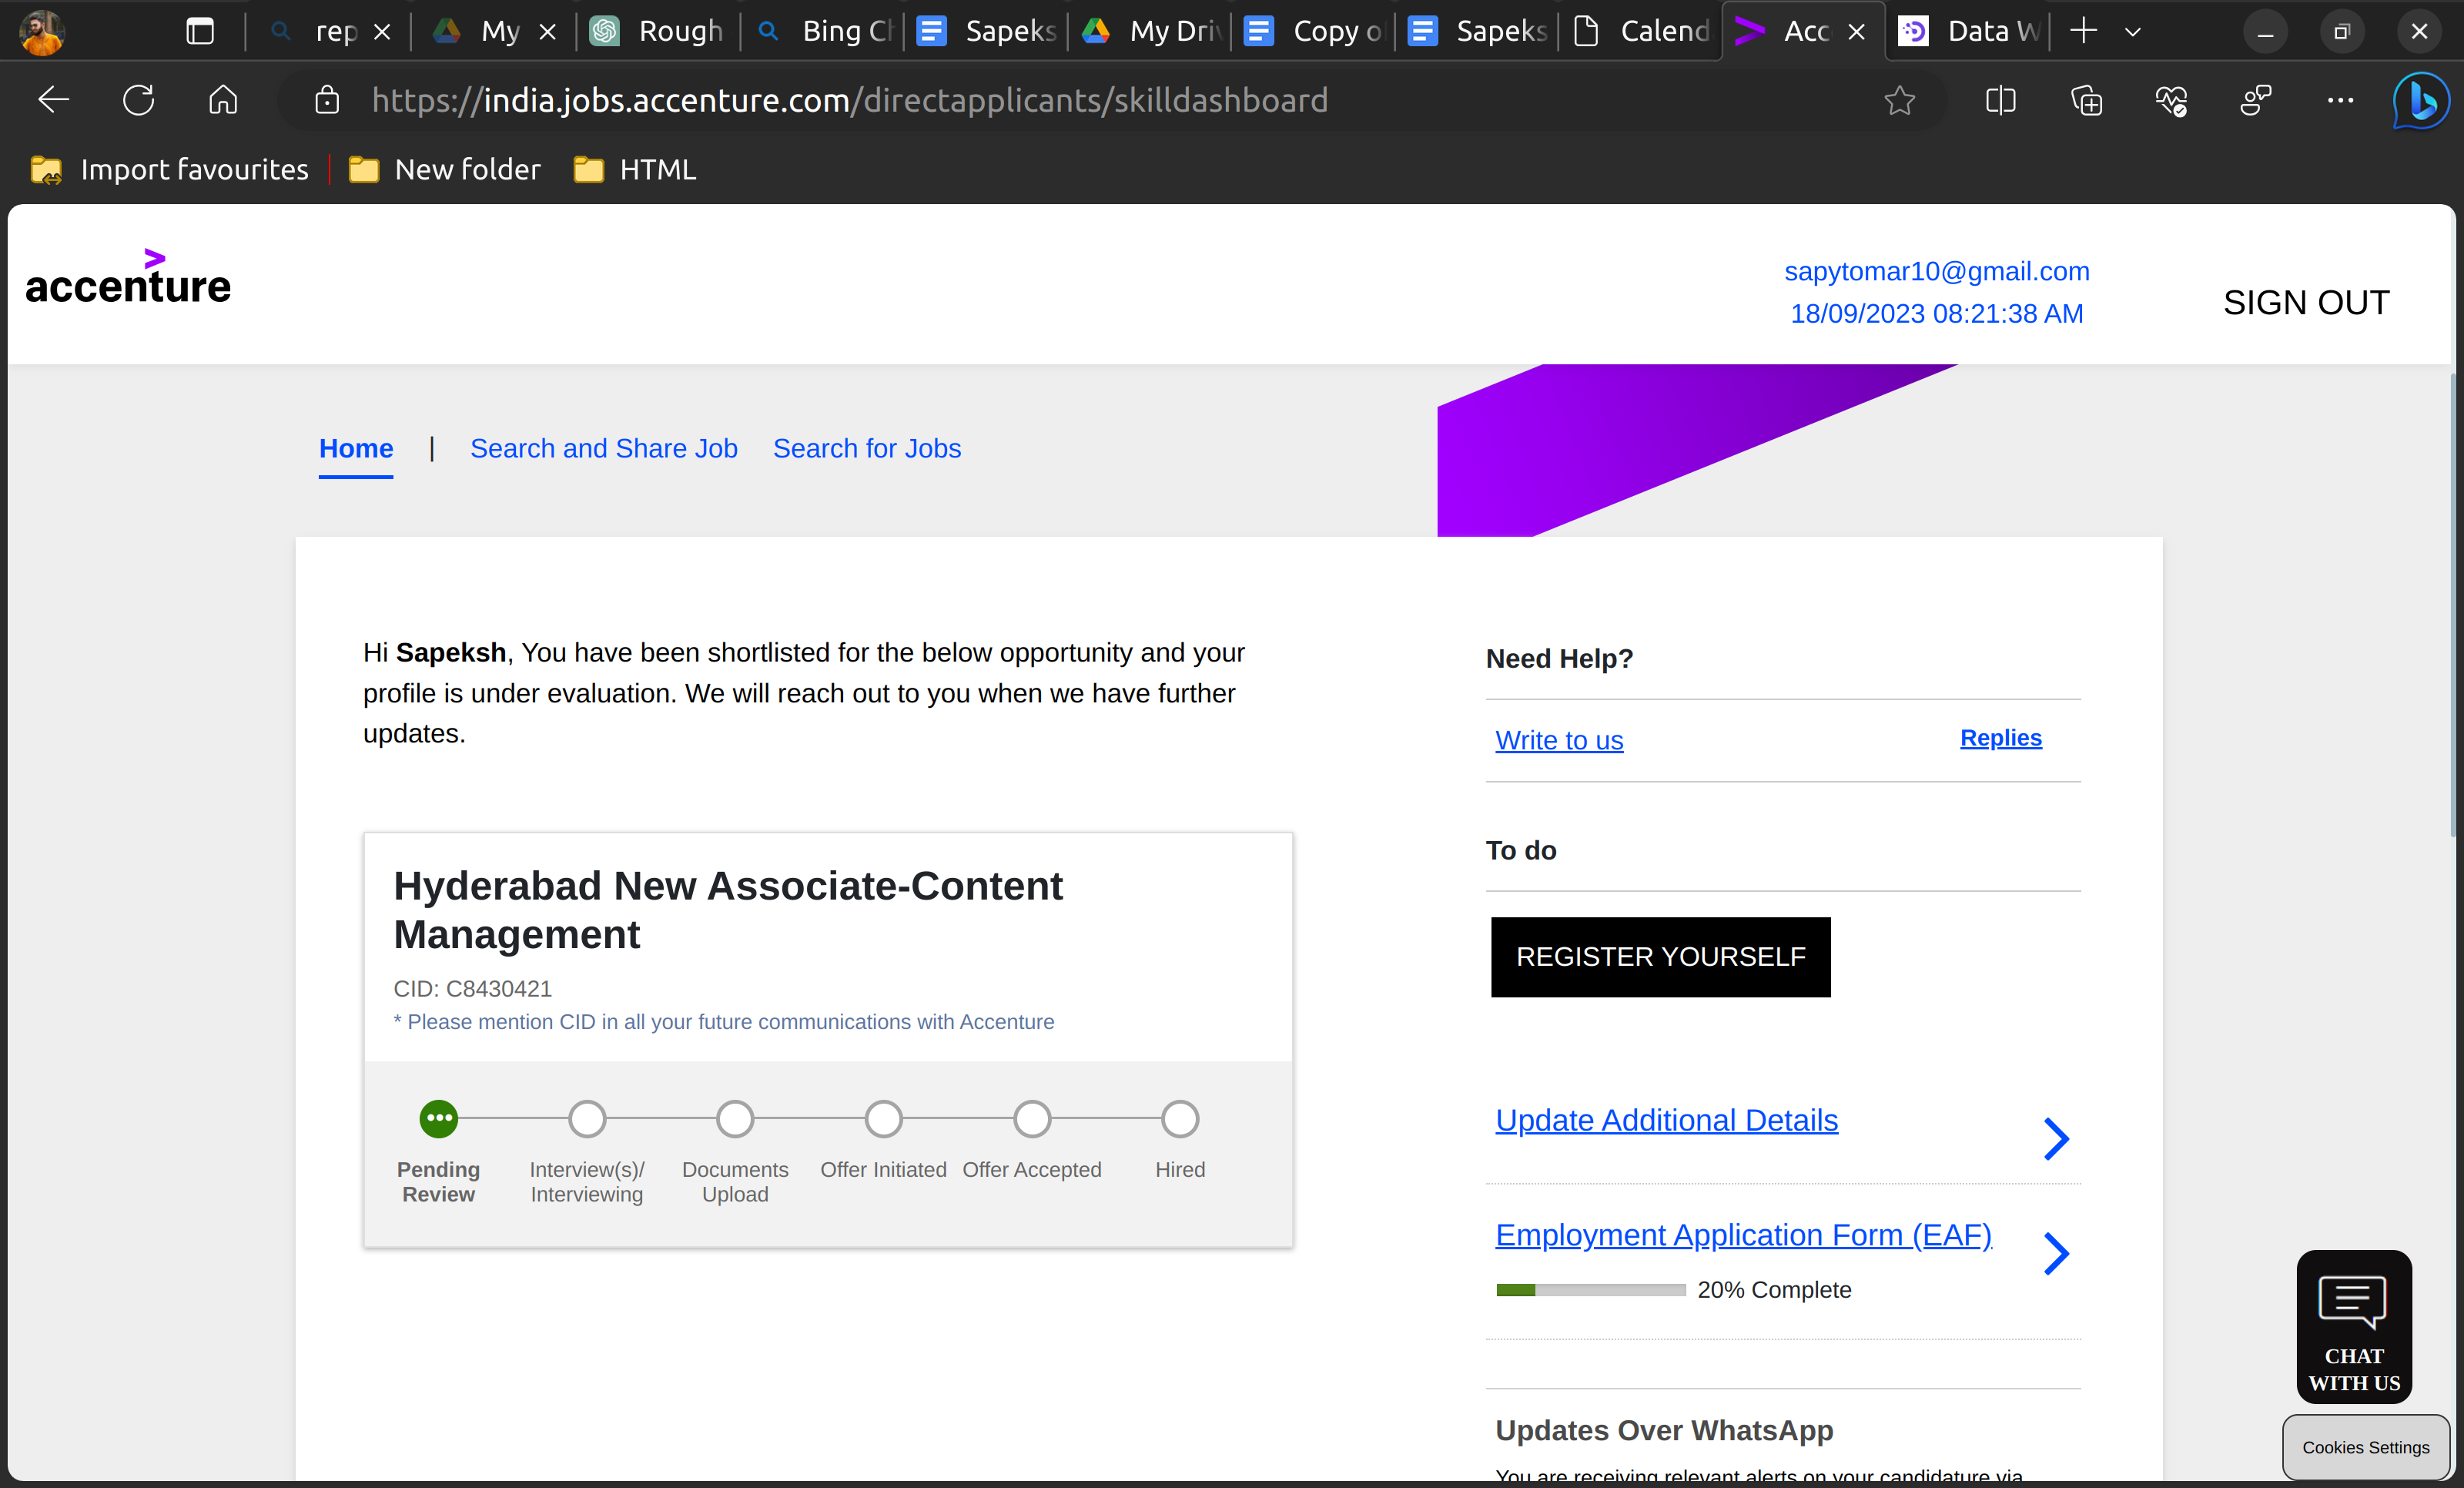 rep
My
Rough
Bing Ch
Sapeks
My Driv
Copy o
Sapeks
Calend
Acc
Data W
https://india.jobs.accenture.com/directapplicants/skilldashboard
Import favourites
New folder
HTML
accenture
sapytomar10@gmail.com
18/09/2023 08:21:38 AM
SIGN OUT
Home | Search and Share Job Search for Jobs
Hi Sapeksh, You have been shortlisted for the below opportunity and your
profile is under evaluation. We will reach out to you when we have further
updates.
Hyderabad New Associate-Content
Management
CID: C8430421
* Please mention CID in all your future communications with Accenture
Pending
Review
Interview(s)/
Interviewing
Documents
Upload
Offer Initiated
Offer Accepted
Hired
Need Help?
Write to us
Replies
To do
REGISTER YOURSELF
Update Additional Details
Employment Application Form (EAF)
20% Complete
Updates Over WhatsApp
You are receiving relevant alerts on your candidature via
CHAT
WITH US
Cookies Settings